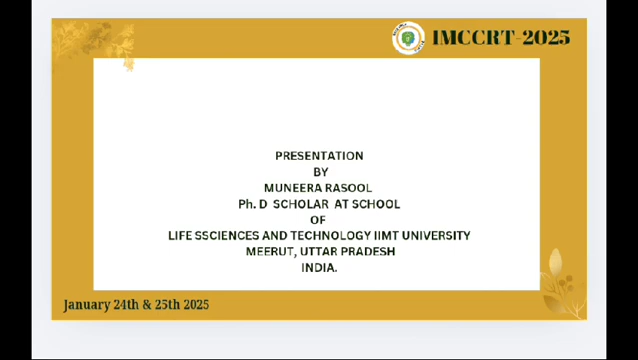 IMCCRT-2025
PRESENTATION
BY
MUNEERA RASOOL
Ph. D SCHOLAR AT SCHOOL
OF
LIFE SSCIENCES AND TECHNOLOGY IIMT UNIVERSITY
MEERUT, UTTAR PRADESH
INDIA.
January 24th & 25th 2025